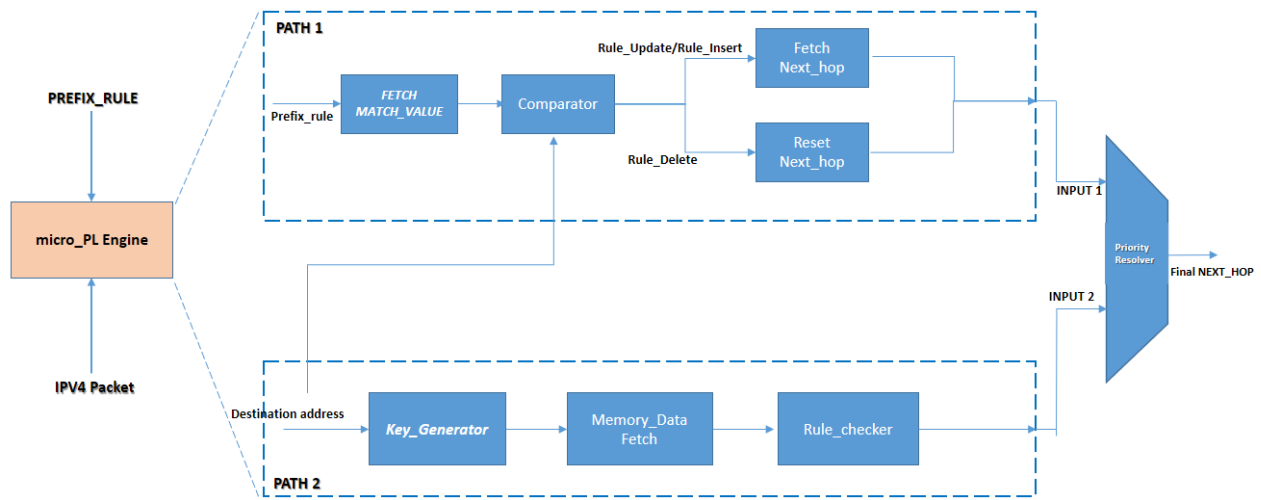 PATH 1
Rule_Update/Rule_Insert
Fetch
Next_hop
PREFIX_RULE
FETCH
MATCH_VALUE
Comparator
Prefix_rule
Reset
Next_hop
Rule_Delete
INPUT 1
micro_PL Engine
Priority
Resolver
Final NEXT_HOP
INPUT 2
IPV4 Packet
Destination address
Key_Generator
Memory_Data
Fetch
Rule_checker
PATH 2